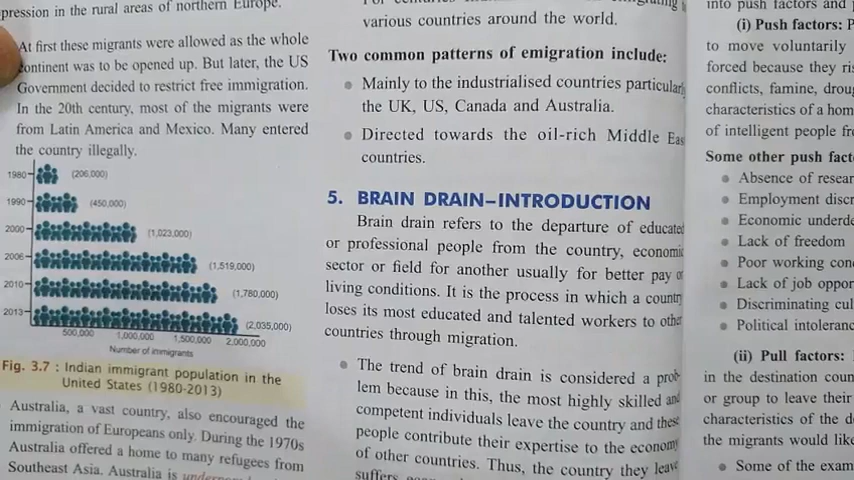 pression in the rural areas of northern Europe.
At first these migrants were allowed as the whole
continent was to be opened up. But later, the US
Government decided to restrict free immigration.
In the 20th century, most of the migrants were
from Latin America and Mexico. Many entered
the country illegally.
1980 (206,000)
1990 (450,000)
2000 (1,023,000)
2006 (1,519,000)
2010 (1,780,000)
2013 (2,035,000)
500,000 1,000,000 1,500,000 2,000,000
Number of immigrants
Fig. 3.7 : Indian immigrant population in the
United States (1980-2013)
Australia, a vast country, also encouraged the
immigration of Europeans only. During the 1970s
Australia offered a home to many refugees from
Southeast Asia. Australia is
various countries around the world.
Two common patterns of emigration include:
Mainly to the industrialised countries particularly
the UK, US, Canada and Australia.
Directed towards the oil-rich Middle Eas
countries.
5. BRAIN DRAIN–INTRODUCTION
Brain drain refers to the departure of educated
or professional people from the country, economic
sector or field for another usually for better pay or
living conditions. It is the process in which a country
loses its most educated and talented workers to other
countries through migration.
The trend of brain drain is considered a prob-
lem because in this, the most highly skilled and
competent individuals leave the country and these
people contribute their expertise to the economy
of other countries. Thus, the country they leave
suffers
into push factors and
(i) Push factors: P
to move voluntarily
forced because they ris
conflicts, famine, droug
characteristics of a hom
of intelligent people fro
Some other push facto
Absence of resear
Employment discr
Economic underde
Lack of freedom
Poor working con
Lack of job oppor
Discriminating cul
Political intoleranc
(ii) Pull factors:
in the destination coun
or group to leave their
characteristics of the d
the migrants would like
Some of the exam